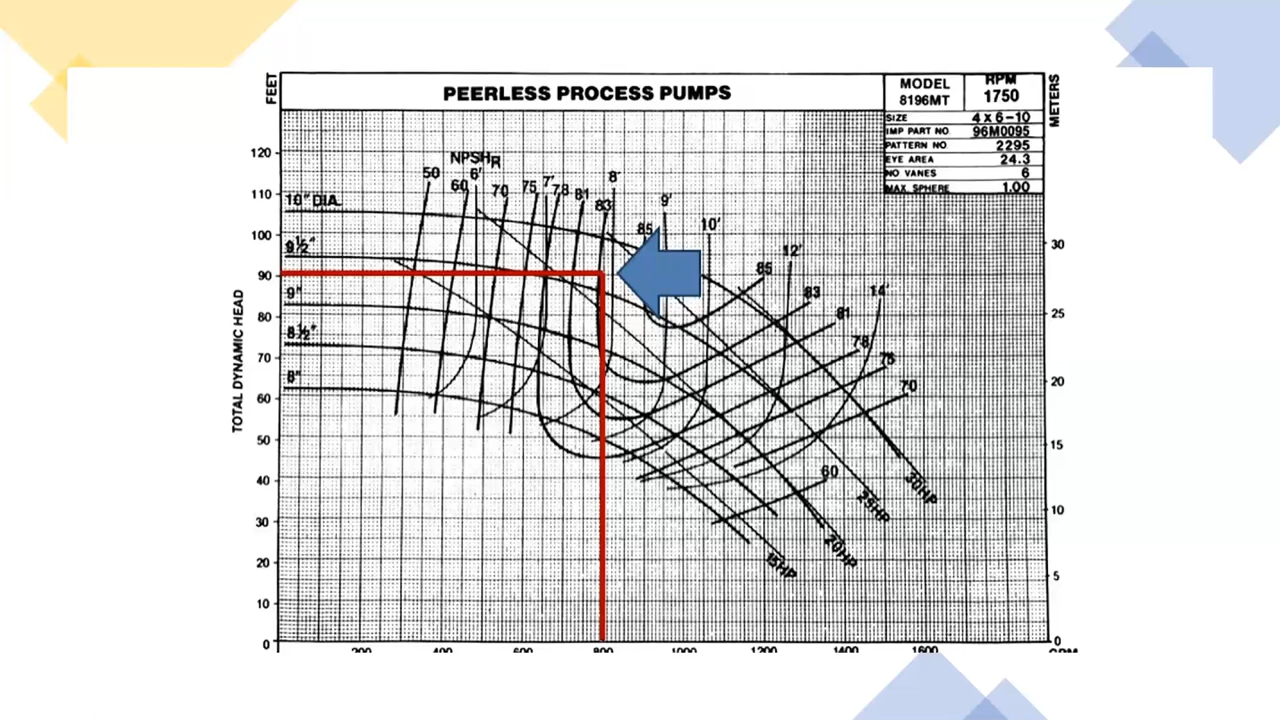 FEET
PEERLESS PROCESS PUMPS
MODEL
8196MT
RPM
1750
METERS
SIZE 4 x 6-10
IMP PART NO 96M0095
PATTERN NO 2295
EYE AREA 24.3
NO VANES 6
MAX SPHERE 1.00
TOTAL DYNAMIC HEAD
120
110
100
90
80
70
60
50
40
30
20
10
0
10" DIA.
9½"
9"
8½"
8"
NPSHR
50
60
6'
70
75
7'
78
81
83
8'
85
9'
10'
85
12'
83
14'
81
78
75
70
60
30HP
25HP
20HP
15HP
30
25
20
15
10
5
0
200
400
600
800
1000
1200
1400
1600
GPM